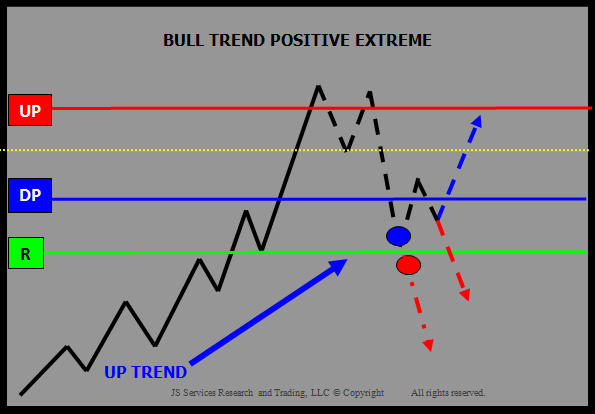 BULL TREND POSITIVE EXTREME
UP
DP
R
UP TREND
JS Services Research and Trading, LLC © Copyright All rights reserved.